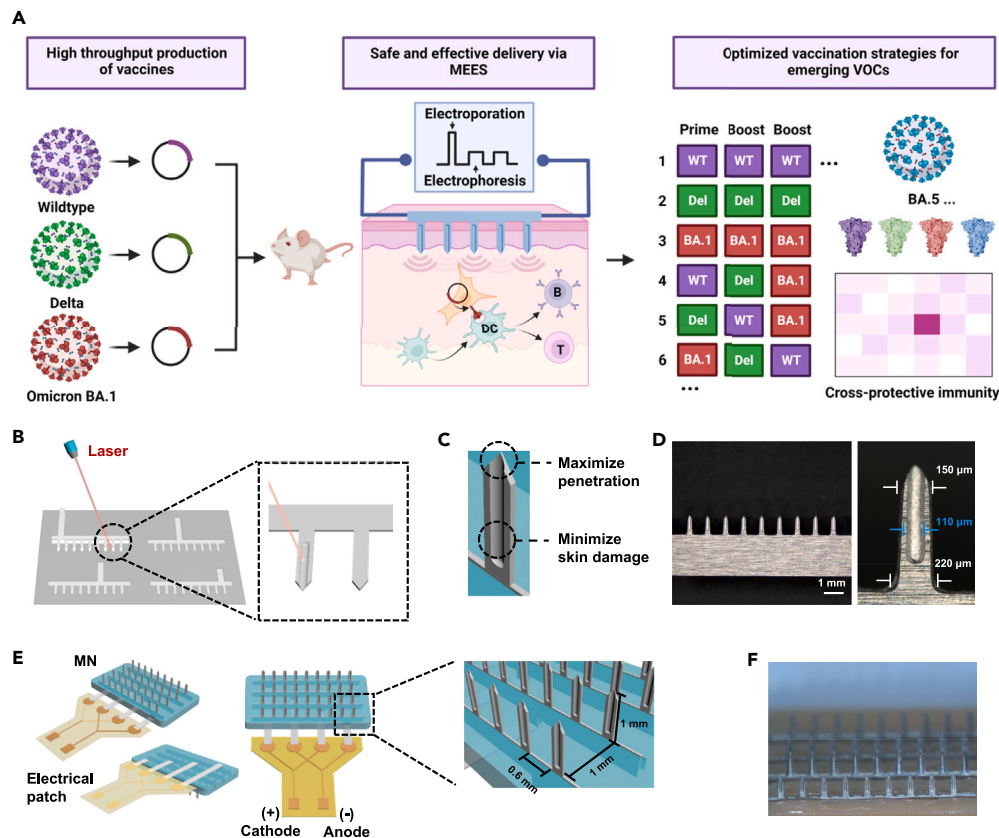 A
High throughput production
of vaccines
Safe and effective delivery via
MEES
Optimized vaccination strategies for
emerging VOCs
Wildtype
Delta
Omicron BA.1
Electroporation
Electrophoresis
DC
B
T
Prime Boost Boost
1 WT WT WT ...
2 Del Del Del
3 BA.1 BA.1 BA.1
4 WT Del BA.1
5 Del WT BA.1
6 BA.1 Del WT
...
BA.5 ...
Cross-protective immunity
B
Laser
C
Maximize
penetration
Minimize
skin damage
D
1 mm
150 µm
110 µm
220 µm
E
MN
Electrical
patch
(+)
Cathode
(-)
Anode
0.6 mm
1 mm
1 mm
F